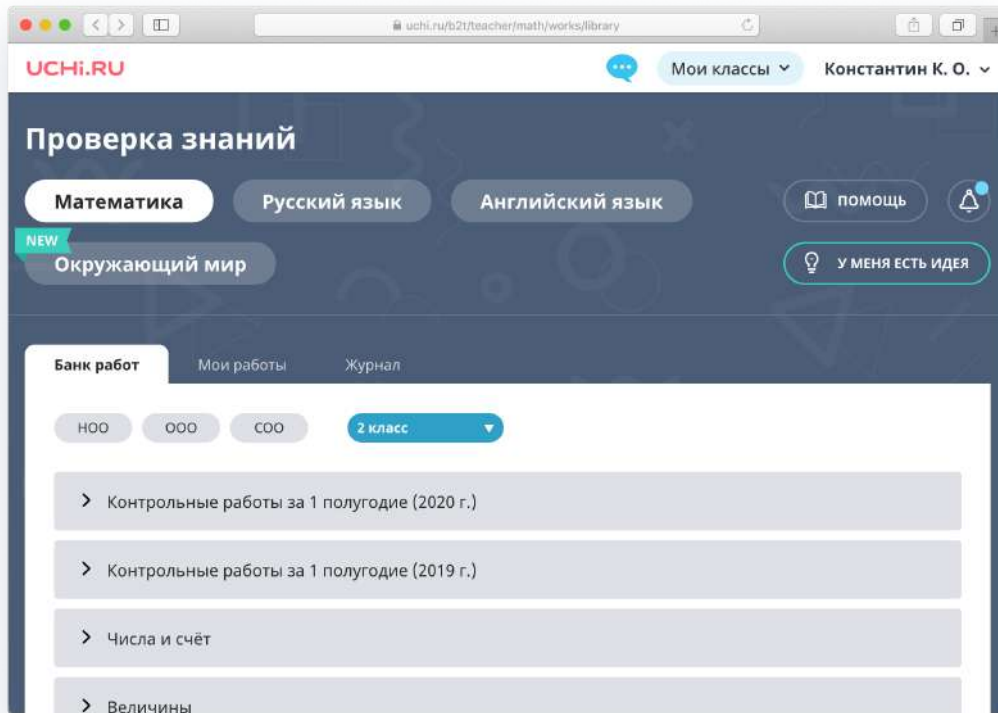 uchi.ru/b2t/teacher/math/works/library
UCHi.RU
Мои классы
Константин К. О.
Проверка знаний
Математика
Русский язык
Английский язык
ПОМОЩЬ
NEW
Окружающий мир
У МЕНЯ ЕСТЬ ИДЕЯ
Банк работ
Мои работы
Журнал
НОО
ООО
СОО
2 класс
Контрольные работы за 1 полугодие (2020 г.)
Контрольные работы за 1 полугодие (2019 г.)
Числа и счёт
Величины